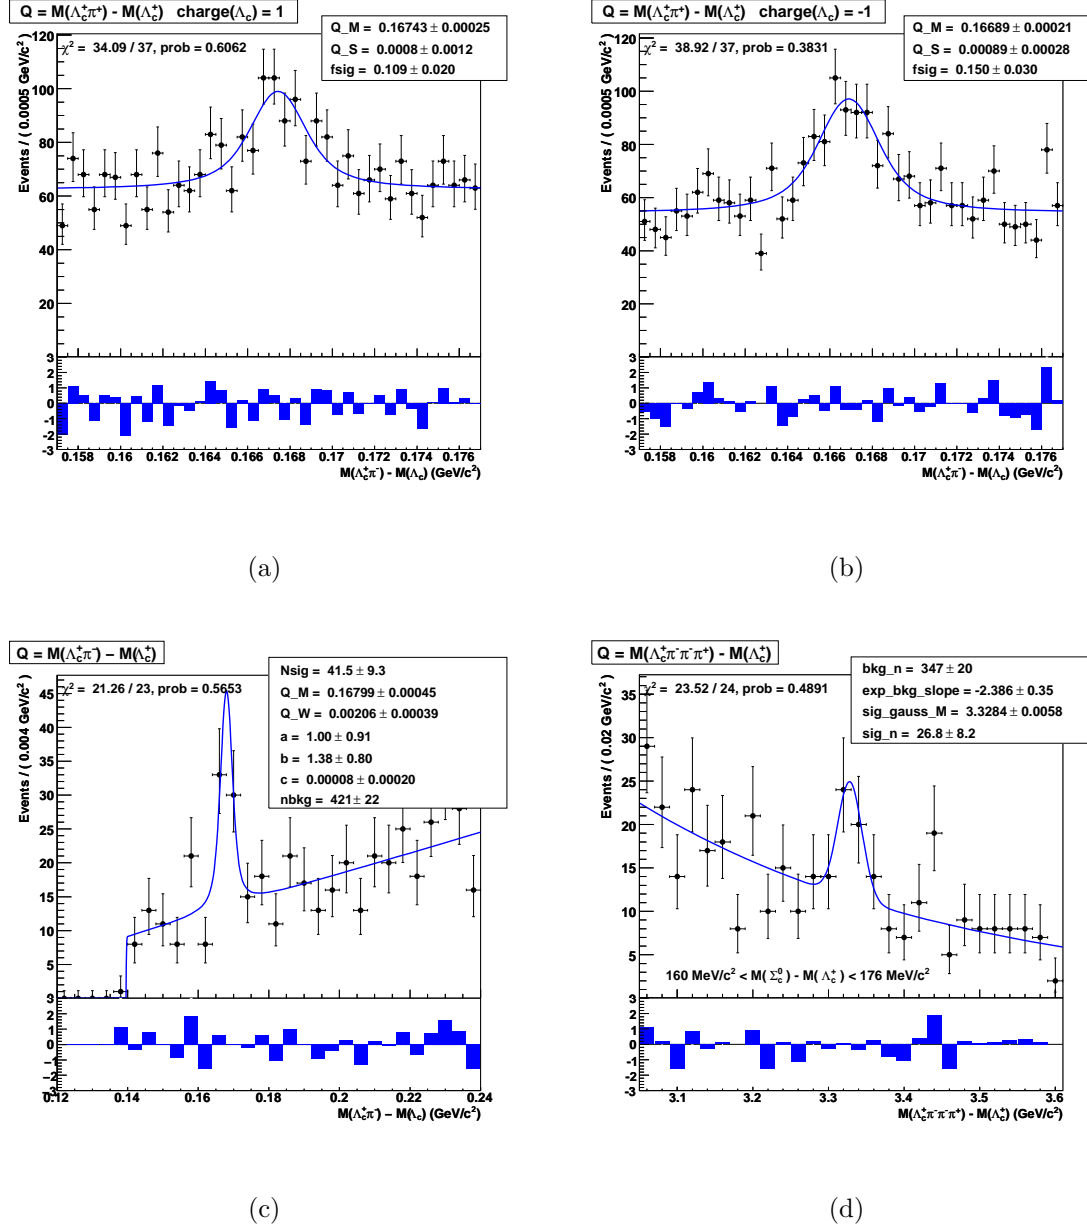 Q = M(Λc+π+) - M(Λc+) charge(Λc) = 1
χ² = 34.09 / 37, prob = 0.6062
Q_M = 0.16743 ± 0.00025
Q_S = 0.0008 ± 0.0012
fsig = 0.109 ± 0.020
Events / ( 0.0005 GeV/c² )
120
100
80
60
40
20
3
2
1
0
-1
-2
-3
0.158 0.16 0.162 0.164 0.166 0.168 0.17 0.172 0.174 0.176
M(Λc+π-) - M(Λc) (GeV/c²)
(a)
Q = M(Λc+π+) - M(Λc+) charge(Λc) = -1
χ² = 38.92 / 37, prob = 0.3831
Q_M = 0.16689 ± 0.00021
Q_S = 0.00089 ± 0.00028
fsig = 0.150 ± 0.030
Events / ( 0.0005 GeV/c² )
120
100
80
60
40
20
3
2
1
0
-1
-2
-3
0.158 0.16 0.162 0.164 0.166 0.168 0.17 0.172 0.174 0.176
M(Λc+π-) - M(Λc) (GeV/c²)
(b)
Q = M(Λc+π-) – M(Λc+)
χ² = 21.26 / 23, prob = 0.5653
Nsig = 41.5 ± 9.3
Q_M = 0.16799 ± 0.00045
Q_W = 0.00206 ± 0.00039
a = 1.00 ± 0.91
b = 1.38 ± 0.80
c = 0.00008 ± 0.00020
nbkg = 421 ± 22
Events / ( 0.004 GeV/c² )
45
40
35
30
25
20
15
10
5
3
2
1
0
-1
-2
-3
0.12 0.14 0.16 0.18 0.2 0.22 0.24
M(Λc+π-) – M(Λc) (GeV/c²)
(c)
Q = M(Λc+π-π-π+) - M(Λc+)
χ² = 23.52 / 24, prob = 0.4891
bkg_n = 347 ± 20
exp_bkg_slope = -2.386 ± 0.35
sig_gauss_M = 3.3284 ± 0.0058
sig_n = 26.8 ± 8.2
Events / ( 0.02 GeV/c² )
35
30
25
20
15
10
5
160 MeV/c² < M( Σc0 ) - M( Λc+ ) < 176 MeV/c²
3
2
1
0
-1
-2
-3
3.1 3.2 3.3 3.4 3.5 3.6
M(Λc+π-π-π+) - M(Λc+) (GeV/c²)
(d)